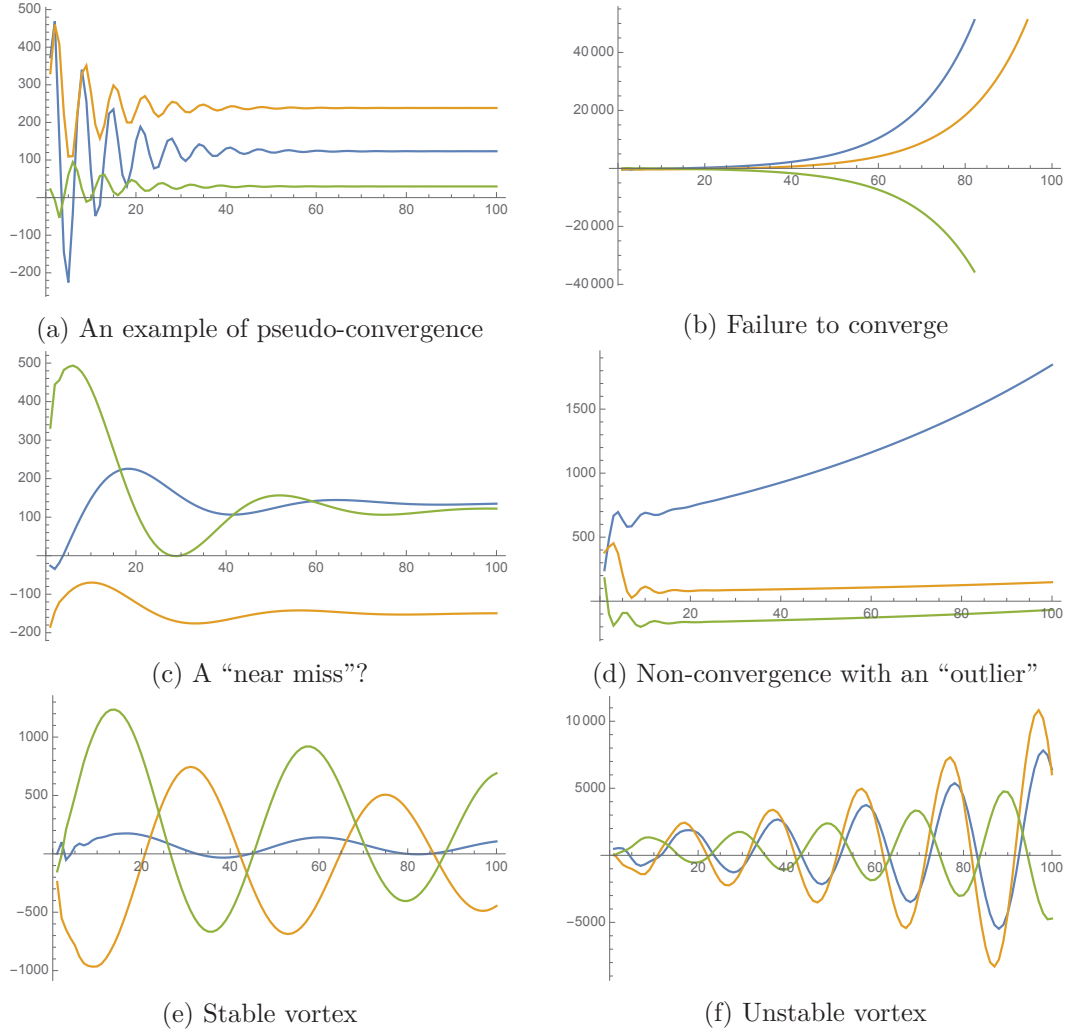 500
400
300
200
100
-100
-200
20 40 60 80 100
(a) An example of pseudo-convergence
40 000
20 000
-20 000
-40 000
20 40 60 80 100
(b) Failure to converge
500
400
300
200
100
-100
-200
20 40 60 80 100
(c) A “near miss”?
1500
1000
500
20 40 60 80 100
(d) Non-convergence with an “outlier”
1000
500
-500
-1000
20 40 60 80 100
(e) Stable vortex
10 000
5000
-5000
20 40 60 80 100
(f) Unstable vortex